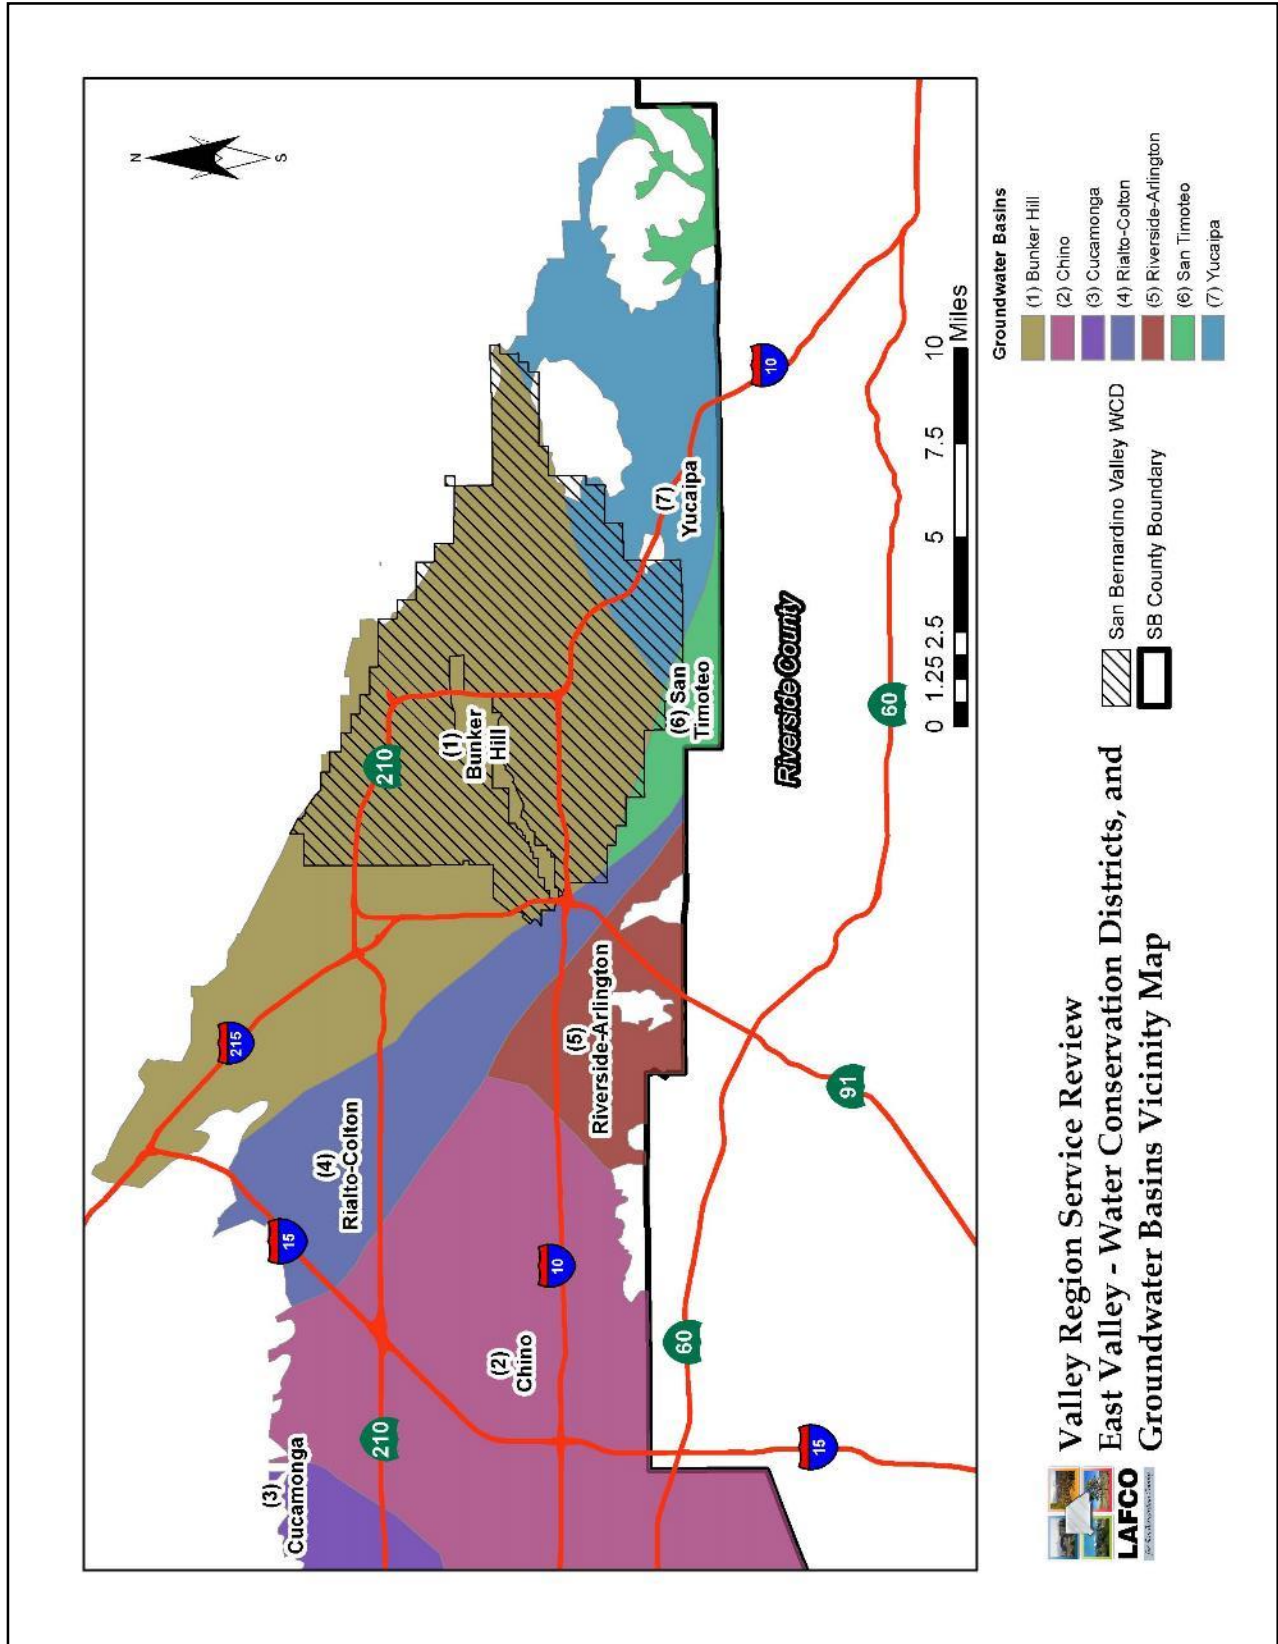 N
S
210
215
15
(3)
Cucamonga
210
(4)
Rialto-Colton
(1)
Bunker
Hill
(2)
Chino
10
(5)
Riverside-Arlington
(6) San
Timoteo
(7)
Yucaipa
10
Riverside County
60
60
91
15
0 1.25 2.5 5 7.5 10
Miles
LAFCO
Valley Region Service Review
East Valley - Water Conservation Districts, and
Groundwater Basins Vicinity Map
San Bernardino Valley WCD
SB County Boundary
Groundwater Basins
(1) Bunker Hill
(2) Chino
(3) Cucamonga
(4) Rialto-Colton
(5) Riverside-Arlington
(6) San Timoteo
(7) Yucaipa